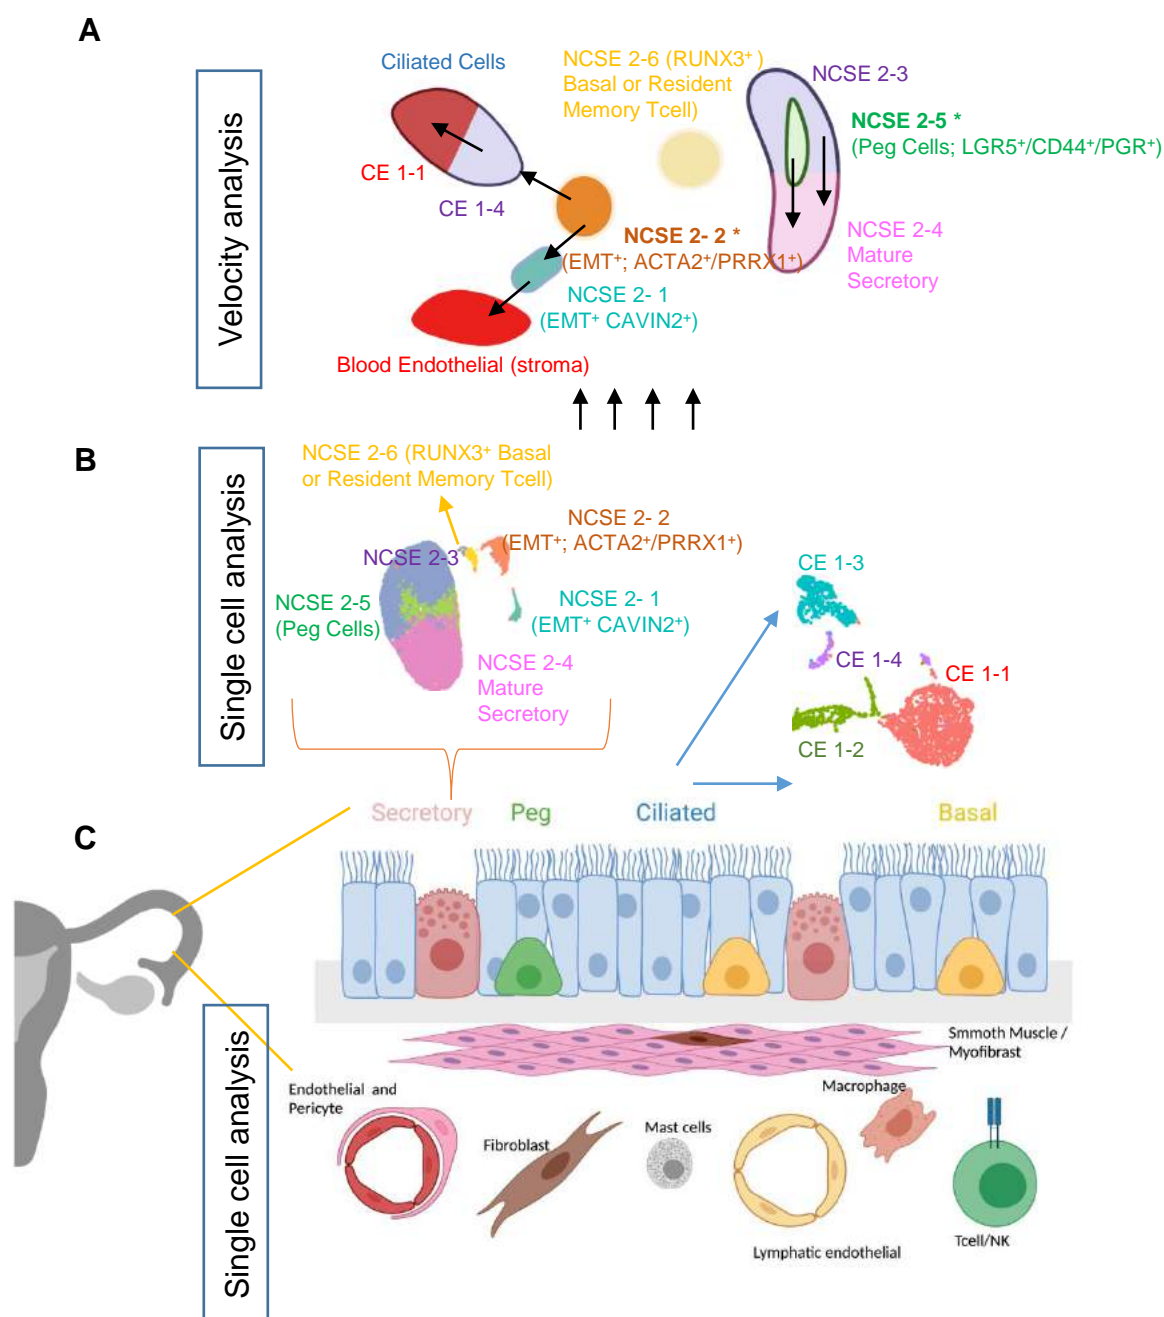 A
Velocity analysis
Ciliated Cells
CE 1-1
CE 1-4
NCSE 2-6 (RUNX3⁺ )
Basal or Resident
Memory Tcell)
NCSE 2-3
NCSE 2-5 *
(Peg Cells; LGR5⁺/CD44⁺/PGR⁺)
NCSE 2- 2 *
(EMT⁺; ACTA2⁺/PRRX1⁺)
NCSE 2-4
Mature
Secretory
NCSE 2- 1
(EMT⁺ CAVIN2⁺)
Blood Endothelial (stroma)
B
Single cell analysis
NCSE 2-6 (RUNX3⁺ Basal
or Resident Memory Tcell)
NCSE 2- 2
(EMT⁺; ACTA2⁺/PRRX1⁺)
NCSE 2-3
NCSE 2-5
(Peg Cells)
NCSE 2- 1
(EMT⁺ CAVIN2⁺)
NCSE 2-4
Mature
Secretory
CE 1-3
CE 1-4
CE 1-1
CE 1-2
C
Single cell analysis
Secretory
Peg
Ciliated
Basal
Smmoth Muscle /
Myofibrast
Endothelial and
Pericyte
Fibroblast
Mast cells
Macrophage
Lymphatic endothelial
Tcell/NK